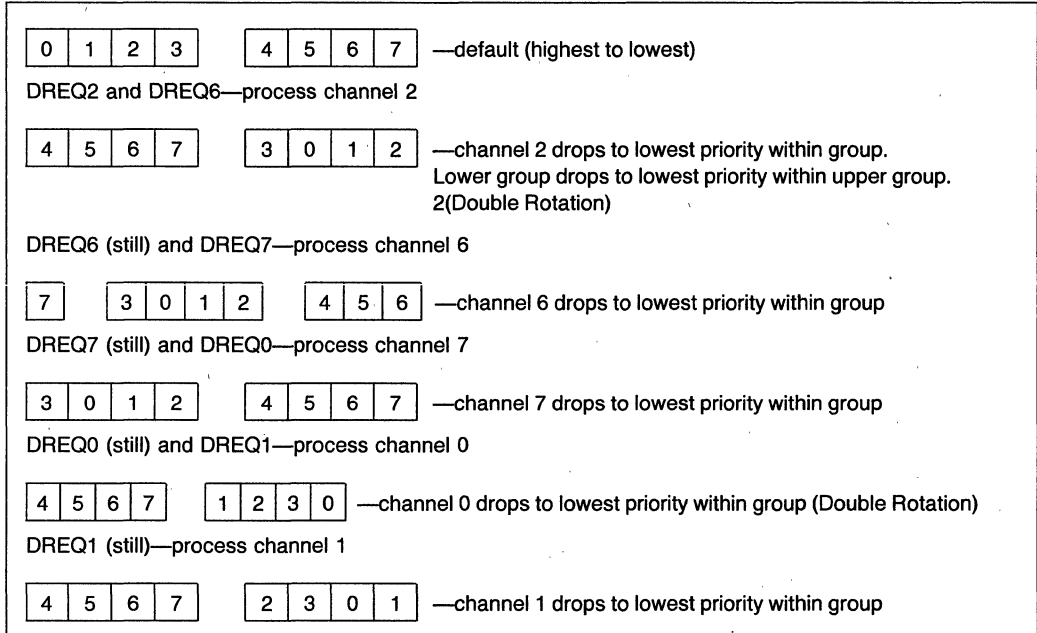 0 1 2 3 4 5 6 7 —default (highest to lowest)
DREQ2 and DREQ6—process channel 2
4 5 6 7 3 0 1 2 —channel 2 drops to lowest priority within group.
Lower group drops to lowest priority within upper group.
2(Double Rotation)
DREQ6 (still) and DREQ7—process channel 6
7 3 0 1 2 4 5 6 —channel 6 drops to lowest priority within group
DREQ7 (still) and DREQ0—process channel 7
3 0 1 2 4 5 6 7 —channel 7 drops to lowest priority within group
DREQ0 (still) and DREQ1—process channel 0
4 5 6 7 1 2 3 0 —channel 0 drops to lowest priority within group (Double Rotation)
DREQ1 (still)—process channel 1
4 5 6 7 2 3 0 1 —channel 1 drops to lowest priority within group